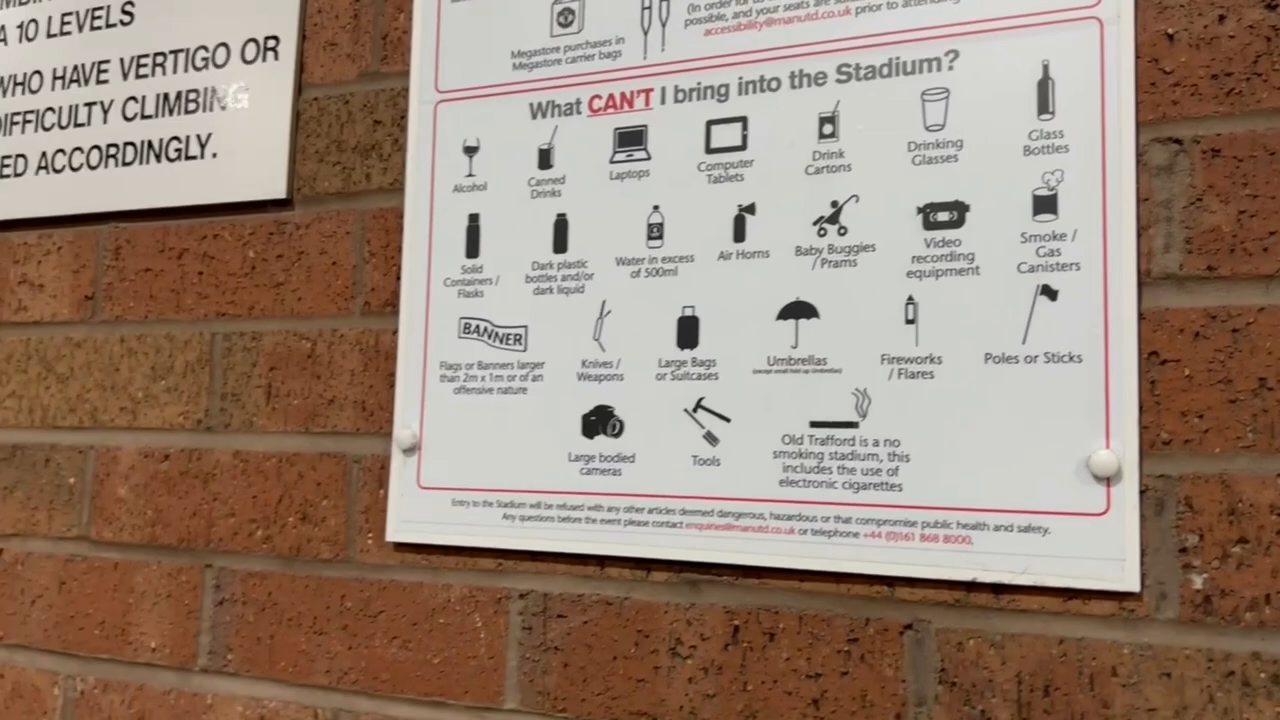 A 10 LEVELS
WHO HAVE VERTIGO OR
DIFFICULTY CLIMBING
ED ACCORDINGLY.
Megastore purchases in
Megastore carrier bags
possible, and your seats are
accessibility@manutd.co.uk prior to
What CAN'T I bring into the Stadium?
Alcohol
Canned
Drinks
Laptops
Computer
Tablets
Drink
Cartons
Drinking
Glasses
Glass
Bottles
Solid
Containers /
Flasks
Dark plastic
bottles and/or
dark liquid
Water in excess
of 500ml
Air Horns
Baby Buggies
/ Prams
Video
recording
equipment
Smoke /
Gas
Canisters
BANNER
Flags or Banners larger
than 2m x 1m or of an
offensive nature
Knives /
Weapons
Large Bags
or Suitcases
Umbrellas
(except small fold up Umbrellas)
Fireworks
/ Flares
Poles or Sticks
Large bodied
cameras
Tools
Old Trafford is a no
smoking stadium, this
includes the use of
electronic cigarettes
Entry to the Stadium will be refused with any other articles deemed dangerous, hazardous or that compromise public health and safety.
Any questions before the event please contact enquiries@manutd.co.uk or telephone +44 (0)161 868 8000.